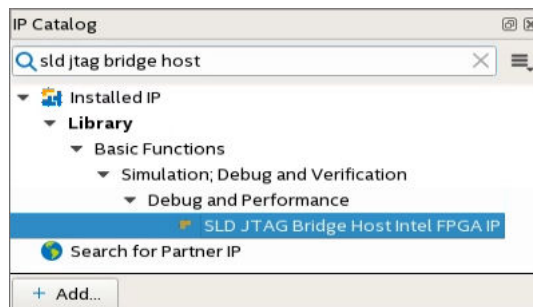 IP Catalog
sld jtag bridge host
Installed IP
Library
Basic Functions
Simulation; Debug and Verification
Debug and Performance
SLD JTAG Bridge Host Intel FPGA IP
Search for Partner IP
+ Add...